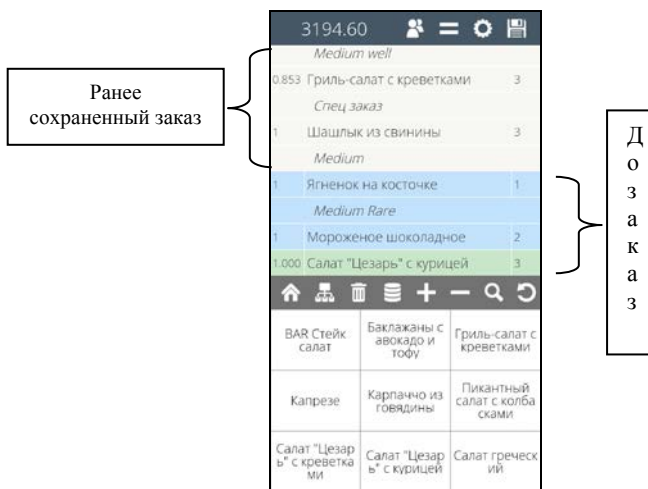 3194.60
Medium well
0.853 Гриль-салат с креветками 3
Спец заказ
1 Шашлык из свинины 3
Medium
1 Ягненок на косточке 1
Medium Rare
1 Мороженое шоколадное 2
1.000 Салат "Цезарь" с курицей 3
Ранее
сохраненный заказ
Д
о
з
а
к
а
з
BAR Стейк
салат
Баклажаны с
авокадо и
тофу
Гриль-салат с
креветками
Капрезе
Карпаччо из
говядины
Пикантный
салат с колба
сками
Салат "Цезар
ь" с креветка
ми
Салат "Цезар
ь" с курицей
Салат греческ
ий